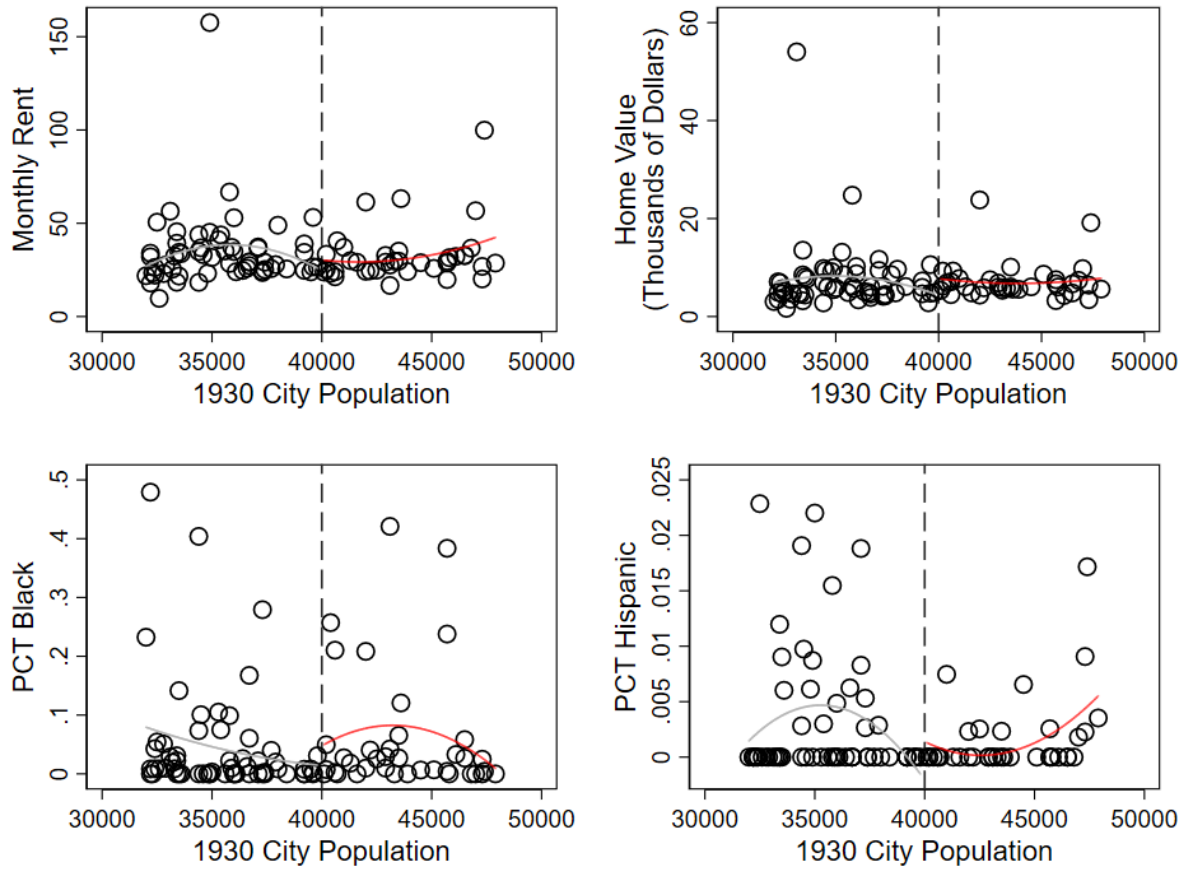 Monthly Rent
0 50 100 150
30000 35000 40000 45000 50000
1930 City Population
Home Value
(Thousands of Dollars)
0 20 40 60
30000 35000 40000 45000 50000
1930 City Population
PCT Black
0 .1 .2 .3 .4 .5
30000 35000 40000 45000 50000
1930 City Population
PCT Hispanic
0 .005 .01 .015 .02 .025
30000 35000 40000 45000 50000
1930 City Population